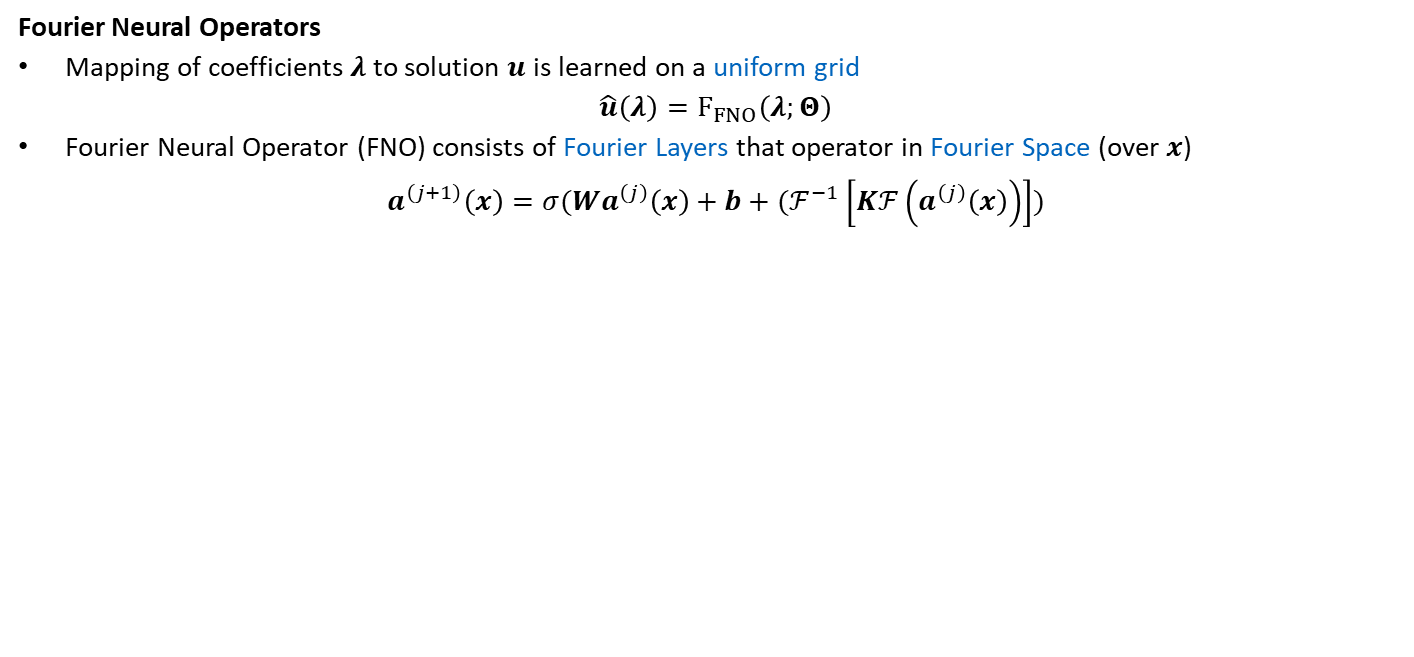 Fourier Neural Operators
• Mapping of coefficients 𝝀 to solution 𝒖 is learned on a uniform grid
𝒖̂(𝝀) = F_FNO(𝝀; 𝚯)
• Fourier Neural Operator (FNO) consists of Fourier Layers that operator in Fourier Space (over 𝒙)
𝒂^(j+1)(𝒙) = σ(𝑾𝒂^(j)(𝒙) + 𝒃 + (ℱ^−1[𝑲ℱ(𝒂^(j)(𝒙))])